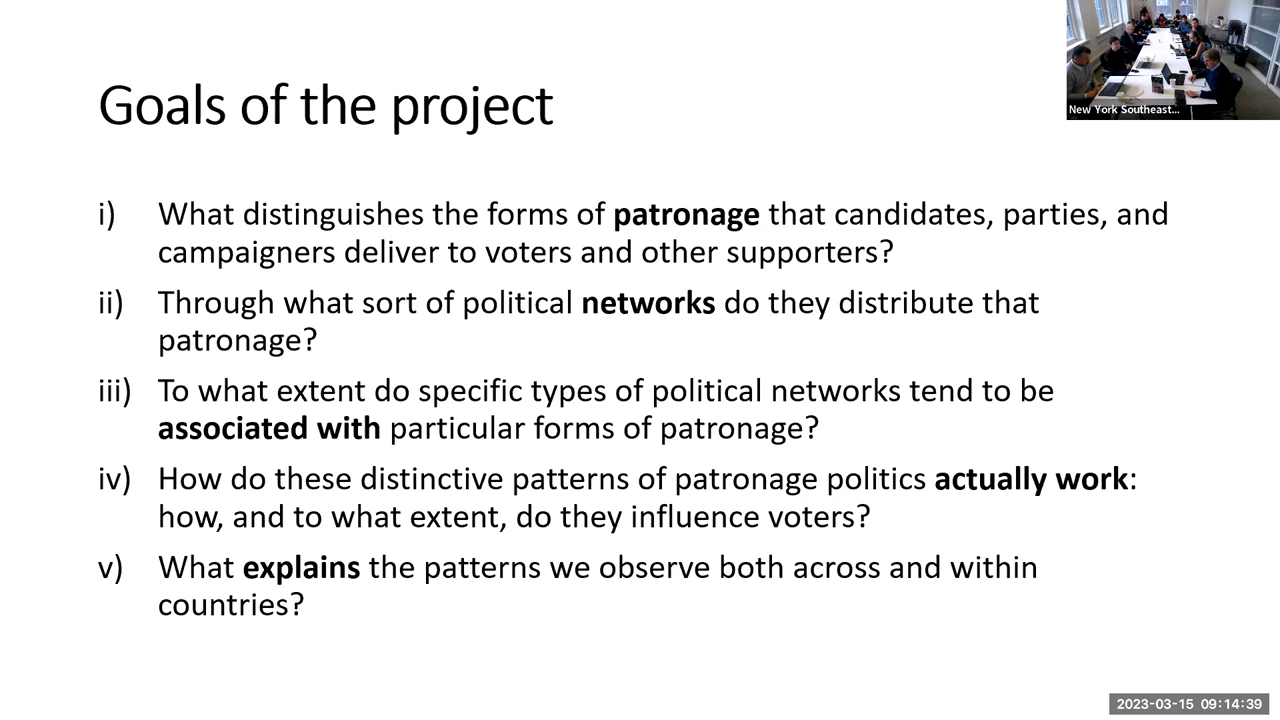 New York Southeast...
Goals of the project
i) What distinguishes the forms of patronage that candidates, parties, and
campaigners deliver to voters and other supporters?
ii) Through what sort of political networks do they distribute that
patronage?
iii) To what extent do specific types of political networks tend to be
associated with particular forms of patronage?
iv) How do these distinctive patterns of patronage politics actually work:
how, and to what extent, do they influence voters?
v) What explains the patterns we observe both across and within
countries?
2023-03-15 09:14:39